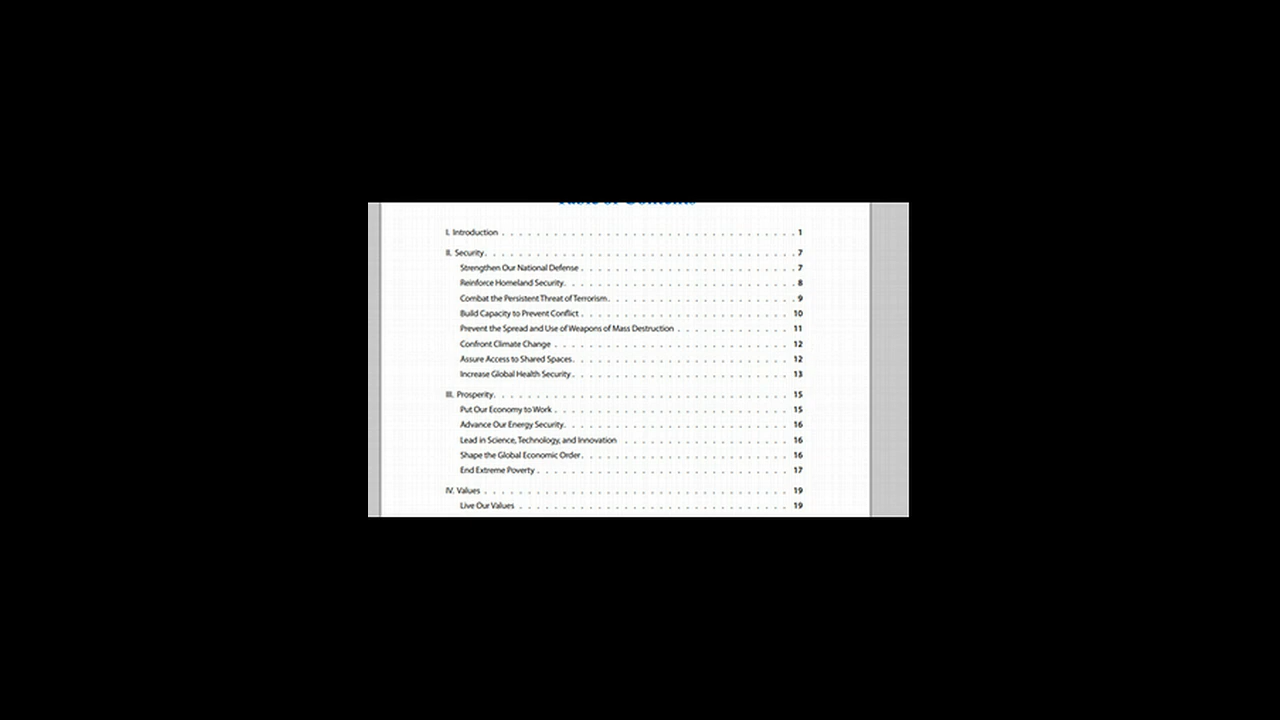 Table of Contents
I. Introduction . . . . . . . . . . . . . . . . . . . . . . . . . . . . . . 1
II. Security . . . . . . . . . . . . . . . . . . . . . . . . . . . . . . 7
Strengthen Our National Defense . . . . . . . . . . . . . . . . . . . . 7
Reinforce Homeland Security . . . . . . . . . . . . . . . . . . . . . . 8
Combat the Persistent Threat of Terrorism . . . . . . . . . . . . . . . . 9
Build Capacity to Prevent Conflict . . . . . . . . . . . . . . . . . . . . 10
Prevent the Spread and Use of Weapons of Mass Destruction . . . . . . . . . 11
Confront Climate Change . . . . . . . . . . . . . . . . . . . . . . . 12
Assure Access to Shared Spaces . . . . . . . . . . . . . . . . . . . . . 12
Increase Global Health Security . . . . . . . . . . . . . . . . . . . . . 13
III. Prosperity . . . . . . . . . . . . . . . . . . . . . . . . . . . . . 15
Put Our Economy to Work . . . . . . . . . . . . . . . . . . . . . . . 15
Advance Our Energy Security . . . . . . . . . . . . . . . . . . . . . . 16
Lead in Science, Technology, and Innovation . . . . . . . . . . . . . . . 16
Shape the Global Economic Order . . . . . . . . . . . . . . . . . . . . 16
End Extreme Poverty . . . . . . . . . . . . . . . . . . . . . . . . . 17
IV. Values . . . . . . . . . . . . . . . . . . . . . . . . . . . . . . 19
Live Our Values . . . . . . . . . . . . . . . . . . . . . . . . . . . 19